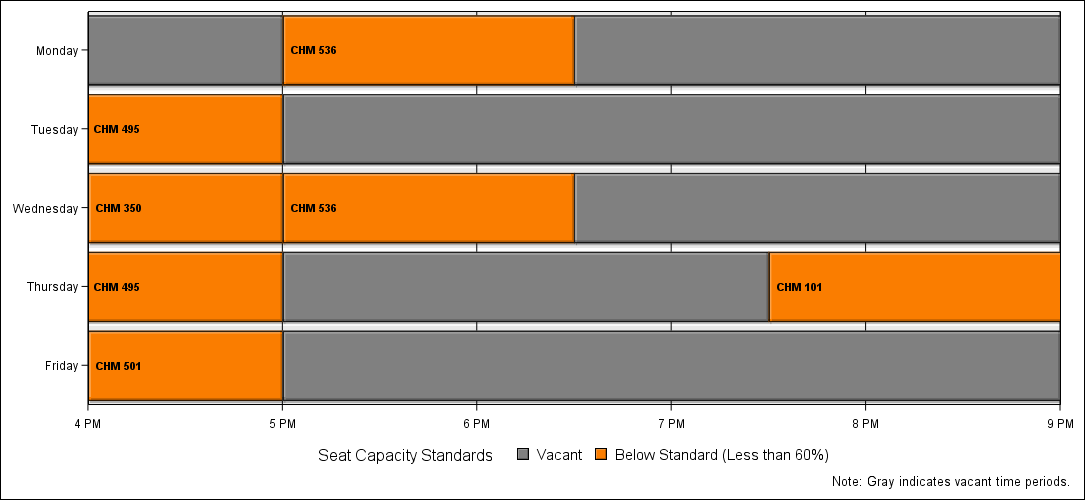 Monday
CHM 536
Tuesday
CHM 495
Wednesday
CHM 350
CHM 536
Thursday
CHM 495
CHM 101
Friday
CHM 501
4 PM 5 PM 6 PM 7 PM 8 PM 9 PM
Seat Capacity Standards Vacant Below Standard (Less than 60%)
Note: Gray indicates vacant time periods.